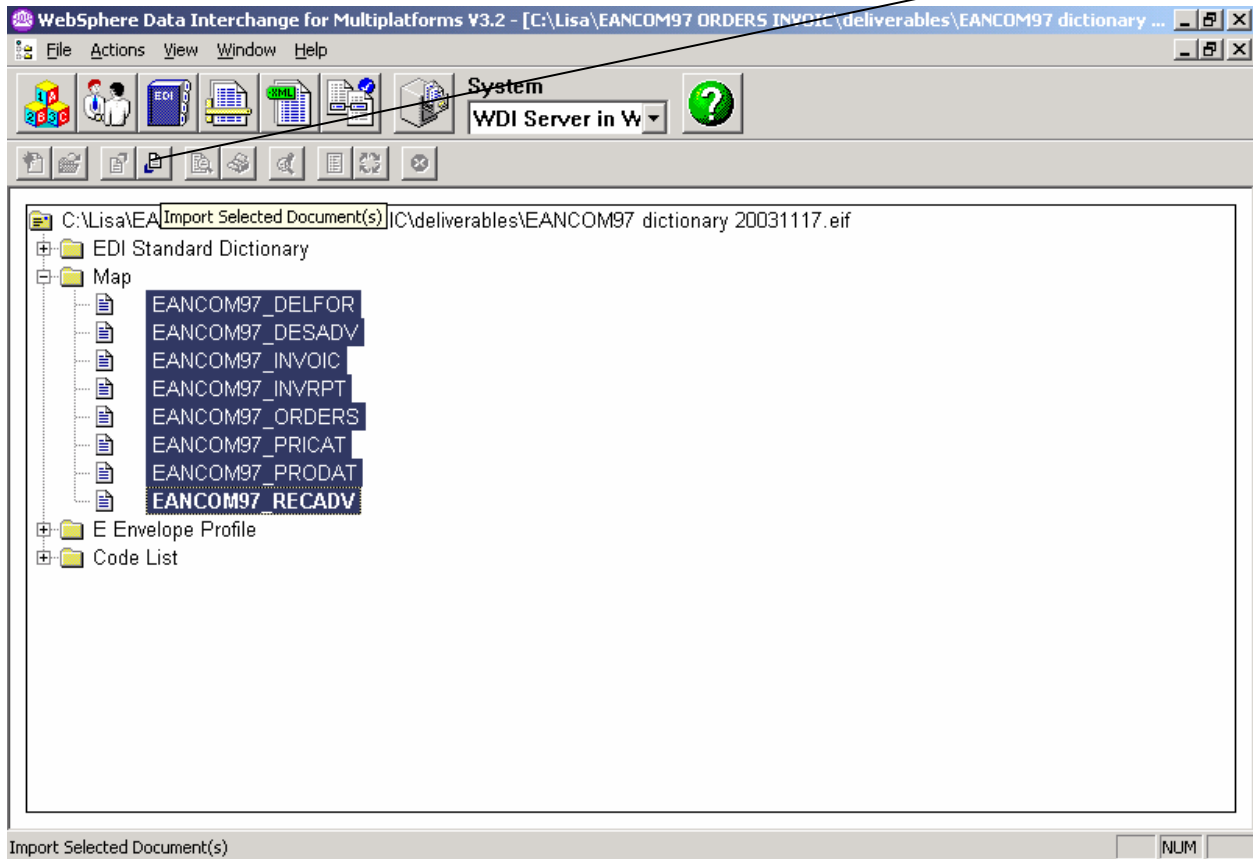 WebSphere Data Interchange for Multiplatforms V3.2 - [C:\Lisa\EANCOM97 ORDERS INVOIC\deliverables\EANCOM97 dictionary ...
File Actions View Window Help
System
WDI Server in W
EDI
XML
Import Selected Document(s)
C:\Lisa\EA IC\deliverables\EANCOM97 dictionary 20031117.eif
EDI Standard Dictionary
Map
EANCOM97_DELFOR
EANCOM97_DESADV
EANCOM97_INVOIC
EANCOM97_INVRPT
EANCOM97_ORDERS
EANCOM97_PRICAT
EANCOM97_PRODAT
EANCOM97_RECADV
E Envelope Profile
Code List
Import Selected Document(s) NUM